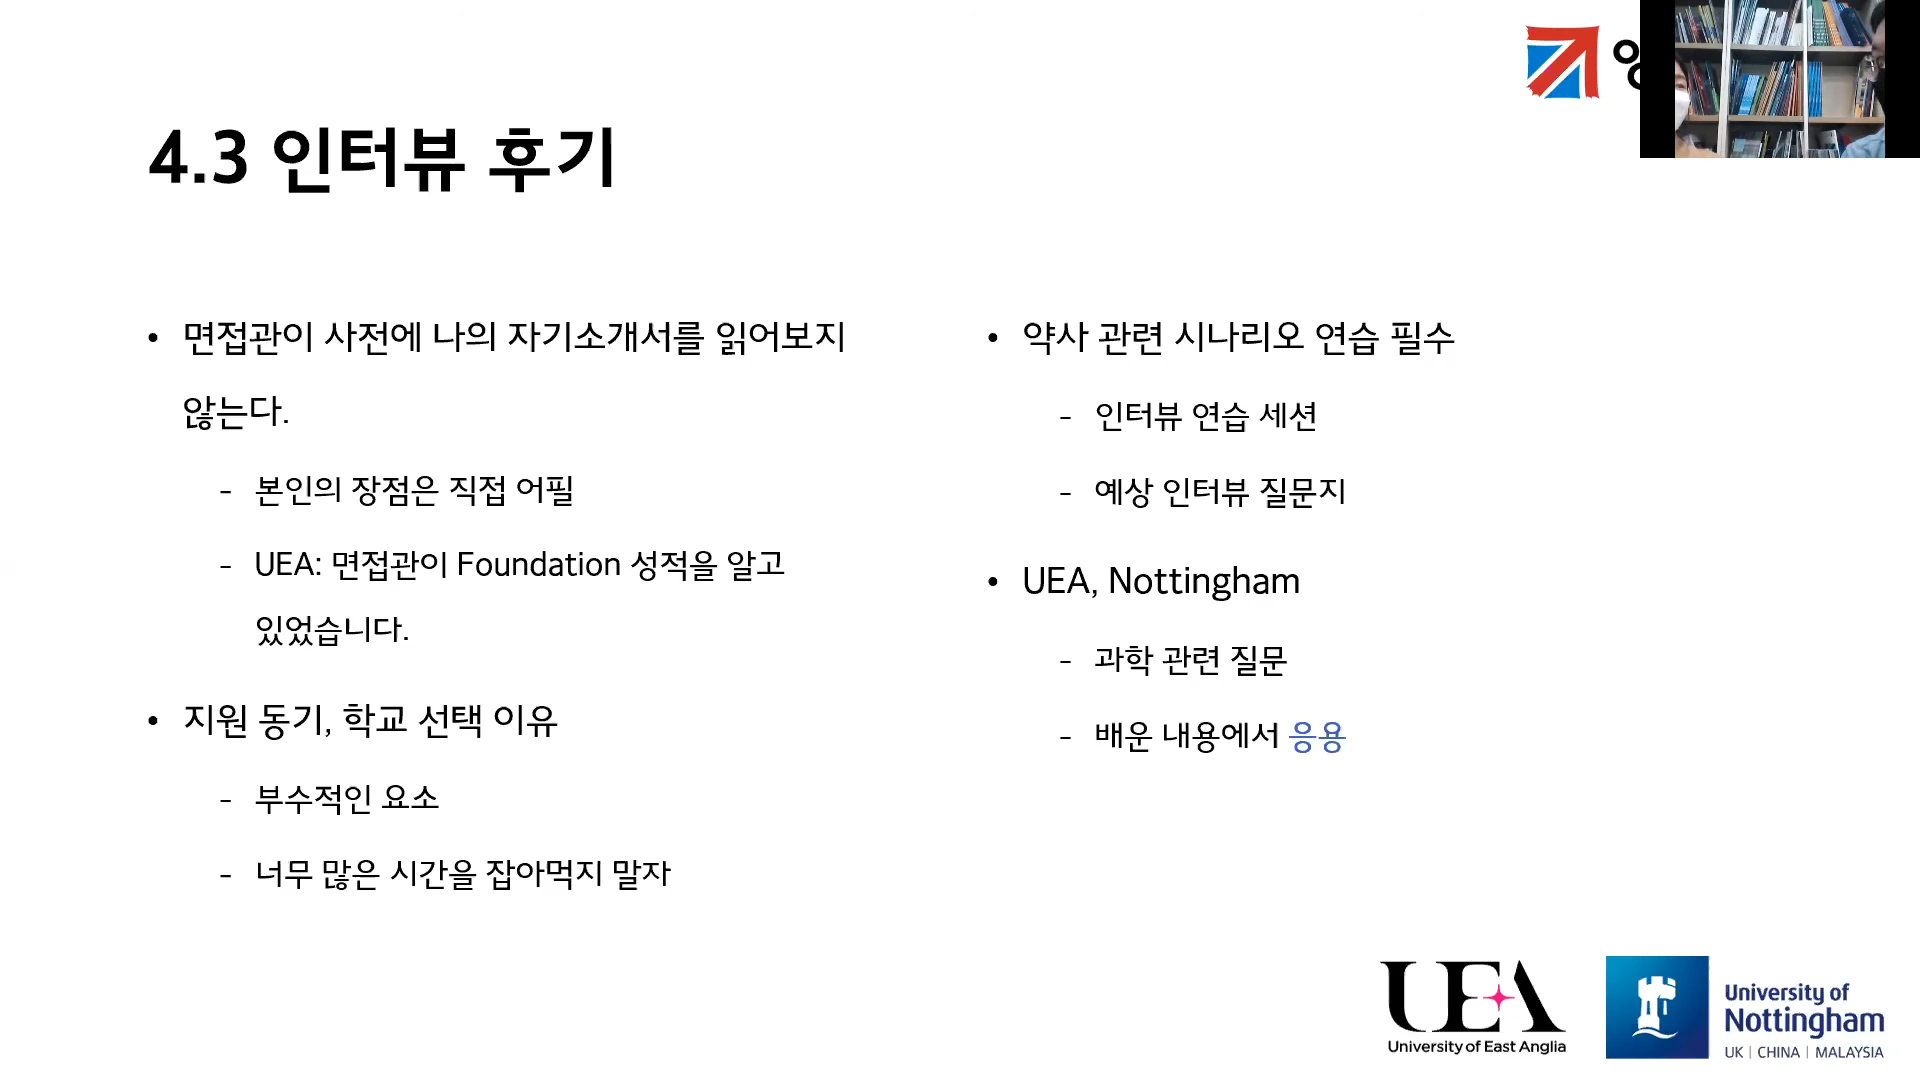 4.3 인터뷰 후기
• 면접관이 사전에 나의 자기소개서를 읽어보지
않는다.
- 본인의 장점은 직접 어필
- UEA: 면접관이 Foundation 성적을 알고
있었습니다.
• 지원 동기, 학교 선택 이유
- 부수적인 요소
- 너무 많은 시간을 잡아먹지 말자
• 약사 관련 시나리오 연습 필수
- 인터뷰 연습 세션
- 예상 인터뷰 질문지
• UEA, Nottingham
- 과학 관련 질문
- 배운 내용에서 응용
UEA
University of East Anglia
University of
Nottingham
UK | CHINA | MALAYSIA